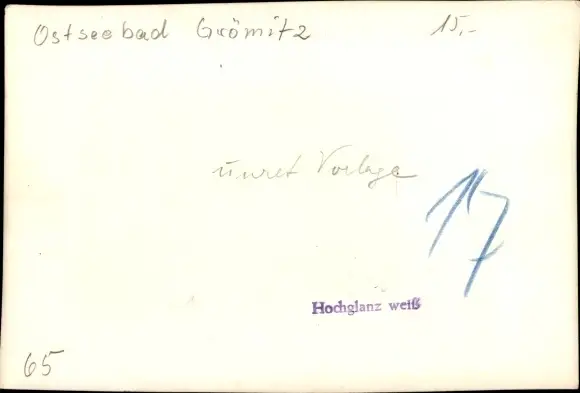 Ostseebad Grömitz 15,-
Vorlage
17
Hochglanz weiß
65